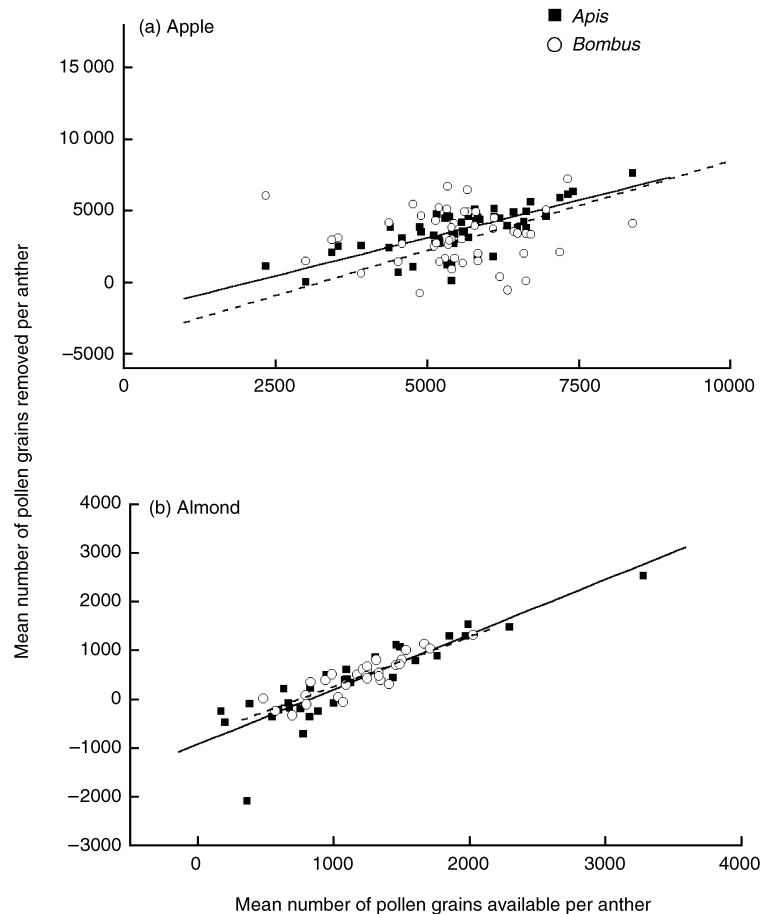 (a) Apple
Apis
Bombus
15 000
10 000
5000
0
−5000
0 2500 5000 7500 10000
Mean number of pollen grains removed per anther
(b) Almond
4000
3000
2000
1000
0
−1000
−2000
−3000
0 1000 2000 3000 4000
Mean number of pollen grains available per anther